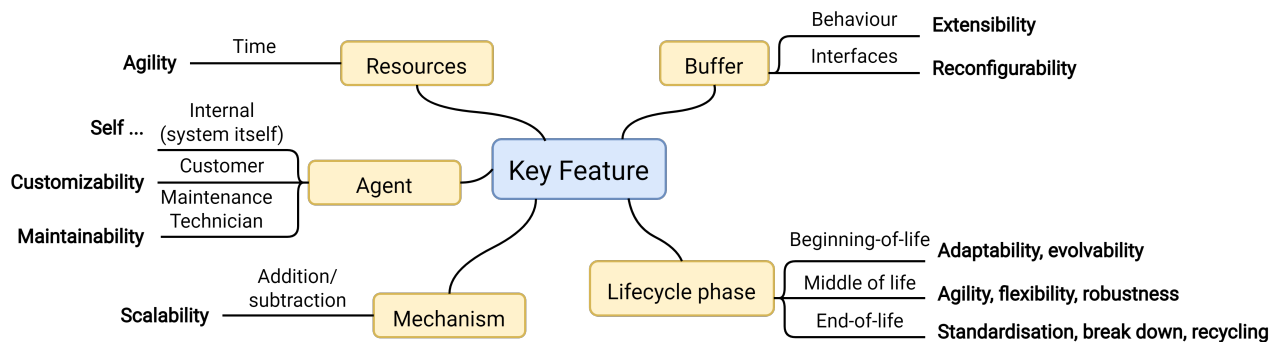 Key Feature
Resources
Time
Agility
Buffer
Behaviour
Extensibility
Interfaces
Reconfigurability
Agent
Internal
(system itself)
Self ...
Customer
Customizability
Maintenance
Technician
Maintainability
Mechanism
Addition/
subtraction
Scalability
Lifecycle phase
Beginning-of-life
Adaptability, evolvability
Middle of life
Agility, flexibility, robustness
End-of-life
Standardisation, break down, recycling